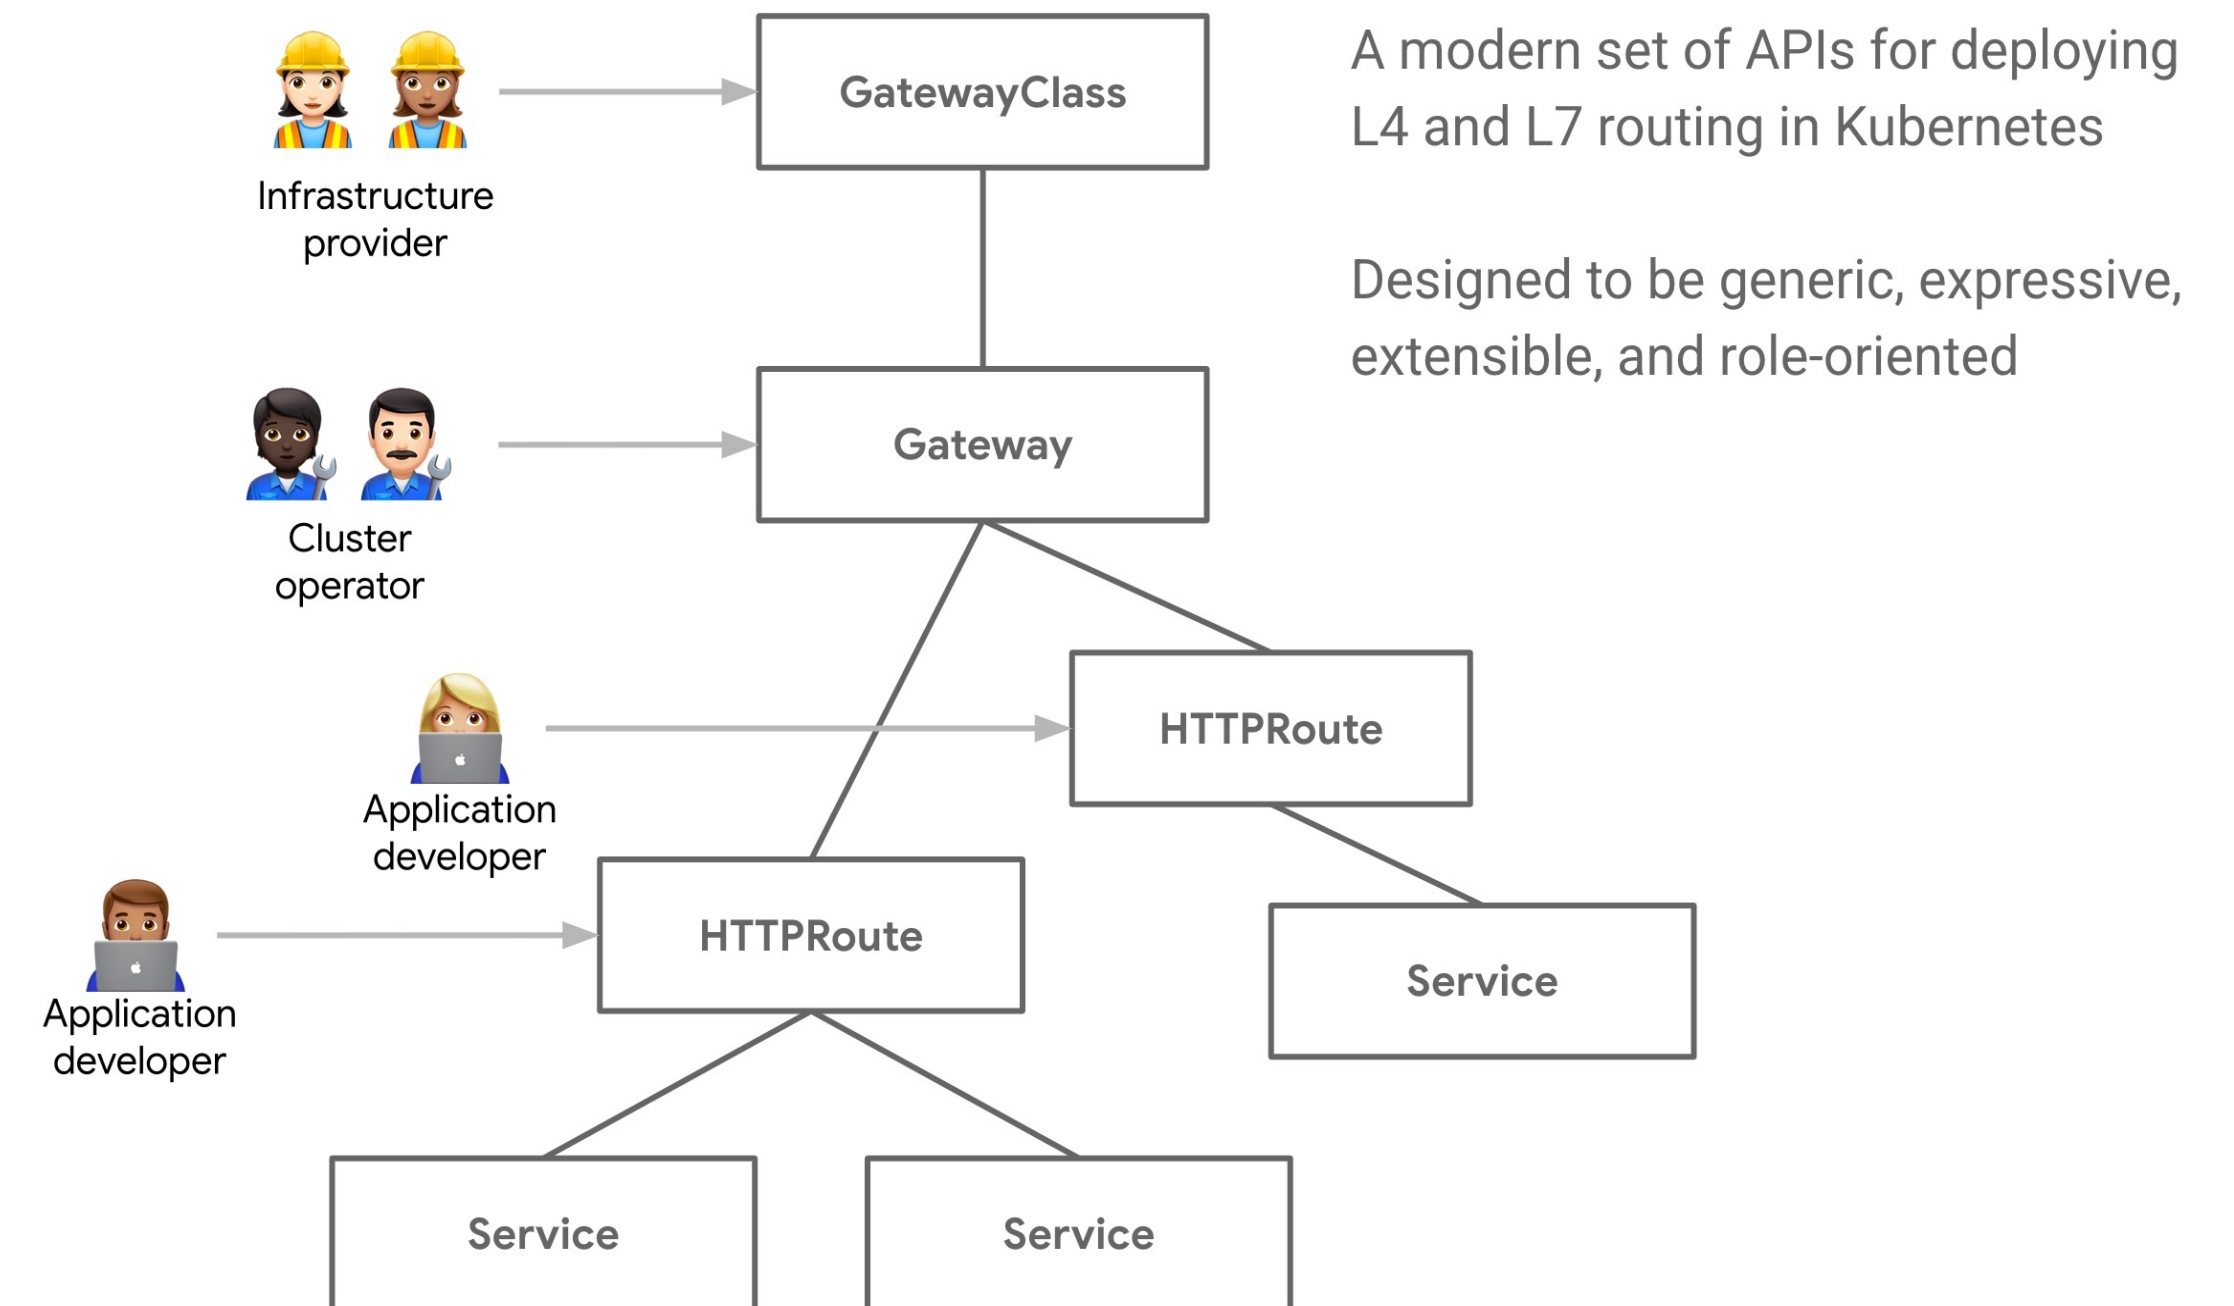 GatewayClass
A modern set of APIs for deploying
L4 and L7 routing in Kubernetes
Infrastructure
provider
Designed to be generic, expressive,
extensible, and role-oriented
Gateway
Cluster
operator
HTTPRoute
Application
developer
HTTPRoute
Service
Application
developer
Service
Service